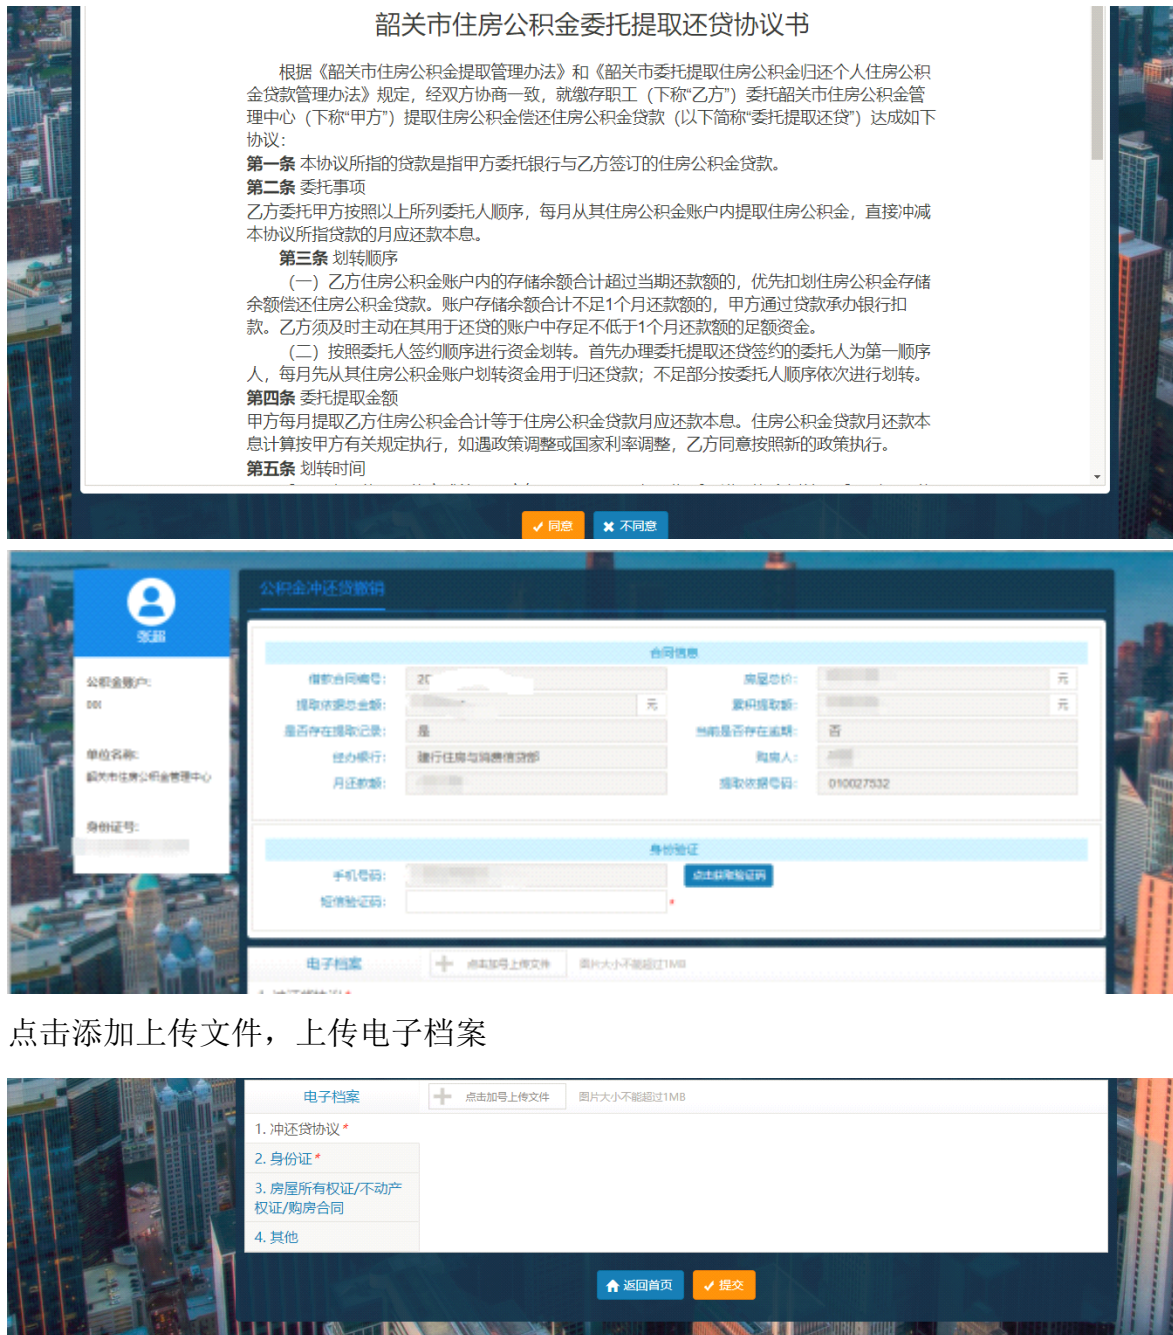 韶关市住房公积金委托提取还贷协议书
根据《韶关市住房公积金提取管理办法》和《韶关市委托提取住房公积金归还个人住房公积
金贷款管理办法》规定，经双方协商一致，就缴存职工（下称“乙方”）委托韶关市住房公积金管
理中心（下称“甲方”）提取住房公积金偿还住房公积金贷款（以下简称“委托提取还贷”）达成如下
协议：
第一条 本协议所指的贷款是指甲方委托银行与乙方签订的住房公积金贷款。
第二条 委托事项
乙方委托甲方按照以上所列委托人顺序，每月从其住房公积金账户内提取住房公积金，直接冲减
本协议所指贷款的月应还款本息。
第三条 划转顺序
（一）乙方住房公积金账户内的存储余额合计超过当期还款额的，优先扣划住房公积金存储
余额偿还住房公积金贷款。账户存储余额合计不足1个月还款额的，甲方通过贷款承办银行扣
款。乙方须及时主动在其用于还贷的账户中存足不低于1个月还款额的足额资金。
（二）按照委托人签约顺序进行资金划转。首先办理委托提取还贷签约的委托人为第一顺序
人，每月先从其住房公积金账户划转资金用于归还贷款；不足部分按委托人顺序依次进行划转。
第四条 委托提取金额
甲方每月提取乙方住房公积金合计等于住房公积金贷款月应还款本息。住房公积金贷款月还款本
息计算按甲方有关规定执行，如遇政策调整或国家利率调整，乙方同意按照新的政策执行。
第五条 划转时间
同意 不同意
公积金冲还贷撤销
张超
公积金账户：
001
单位名称：
韶关市住房公积金管理中心
身份证号：
合同信息
借款合同编号： 20 房屋总价： 元
提取依据总金额： 元 累积提取额： 元
是否存在提取记录： 是 当前是否存在逾期： 否
经办银行： 建行住房与消费信贷部 购房人：
月还款额： 提取依据号码： 010027532
身份验证
手机号码： 点击获取验证码
短信验证码： *
电子档案 点击加号上传文件 图片大小不能超过1MB
点击添加上传文件，上传电子档案
电子档案 点击加号上传文件 图片大小不能超过1MB
1. 冲还贷协议 *
2. 身份证 *
3. 房屋所有权证/不动产
权证/购房合同
4. 其他
返回首页 提交